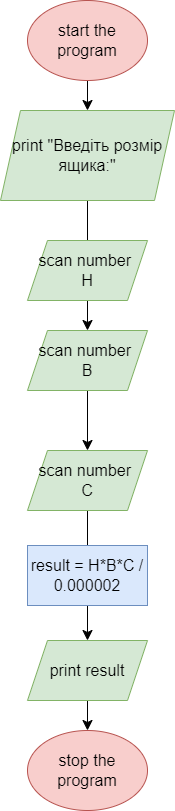 start the
program
print "Введіть розмір
ящика:"
scan number
H
scan number
B
scan number
C
result = H*B*C /
0.000002
print result
stop the
program